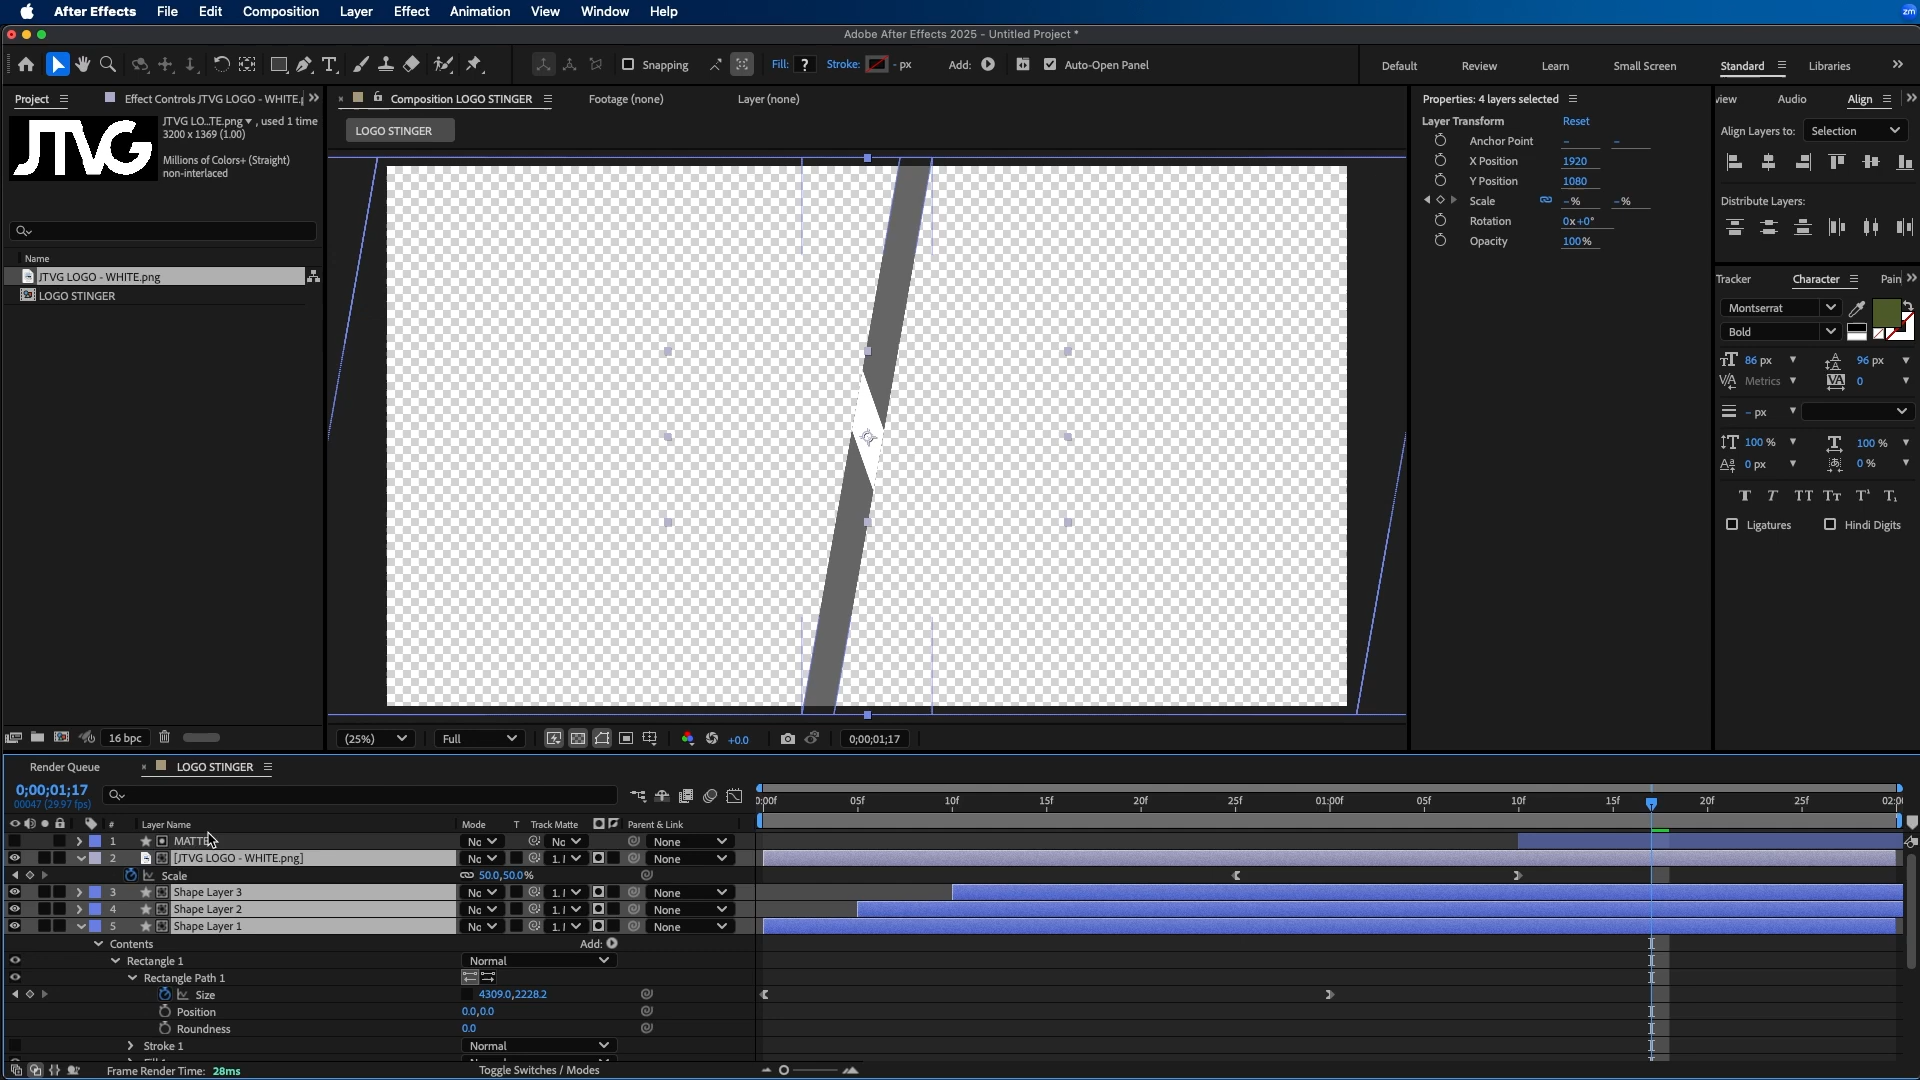 After Effects File Edit Composition Layer Effect Animation View Window Help
Adobe After Effects 2025 - Untitled Project *
Snapping Fill: ? Stroke: - px Add: Auto-Open Panel Default Review Learn Small Screen Standard Libraries
Project Effect Controls JTVG LOGO - WHITE.
Composition LOGO STINGER Footage (none) Layer (none)
LOGO STINGER
JTVG
JTVG LO...TE.png , used 1 time
3200 x 1369 (1.00)
Millions of Colors+ (Straight)
non-interlaced
Name
JTVG LOGO - WHITE.png
LOGO STINGER
16 bpc
(25%) Full +0.0 0;00;01;17
Properties: 4 layers selected
Layer Transform Reset
Anchor Point - -
X Position 1920
Y Position 1080
Scale -% -%
Rotation 0x+0°
Opacity 100%
view Audio Align
Align Layers to: Selection
Distribute Layers:
Tracker Character Pain
Montserrat
Bold
86 px 96 px
Metrics 0
- px
100 % 100 %
0 px 0 %
Ligatures Hindi Digits
Render Queue LOGO STINGER
0;00;01;17
00047 (29.97 fps)
# Layer Name Mode T Track Matte Parent & Link
0:00f 05f 10f 15f 20f 25f 01:00f 05f 10f 15f 20f 25f 02:0
1 MATTE Nc Nc None
2 [JTVG LOGO - WHITE.png] Nc 1. None
Scale 50.0,50.0%
3 Shape Layer 3 Nc 1. None
4 Shape Layer 2 Nc 1. None
5 Shape Layer 1 Nc 1. None
Contents Add:
Rectangle 1 Normal
Rectangle Path 1
Size 4309.0,2228.2
Position 0.0,0.0
Roundness 0.0
Stroke 1 Normal
Frame Render Time: 28ms Toggle Switches / Modes